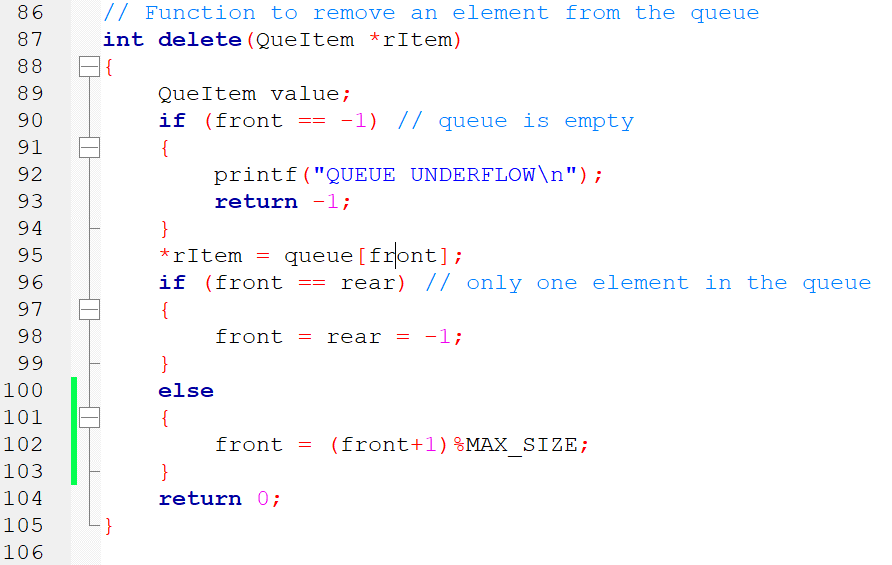 86 // Function to remove an element from the queue
87 int delete(QueItem *rItem)
88 {
89 QueItem value;
90 if (front == -1) // queue is empty
91 {
92 printf("QUEUE UNDERFLOW\n");
93 return -1;
94 }
95 *rItem = queue[front];
96 if (front == rear) // only one element in the queue
97 {
98 front = rear = -1;
99 }
100 else
101 {
102 front = (front+1)%MAX_SIZE;
103 }
104 return 0;
105 }
106